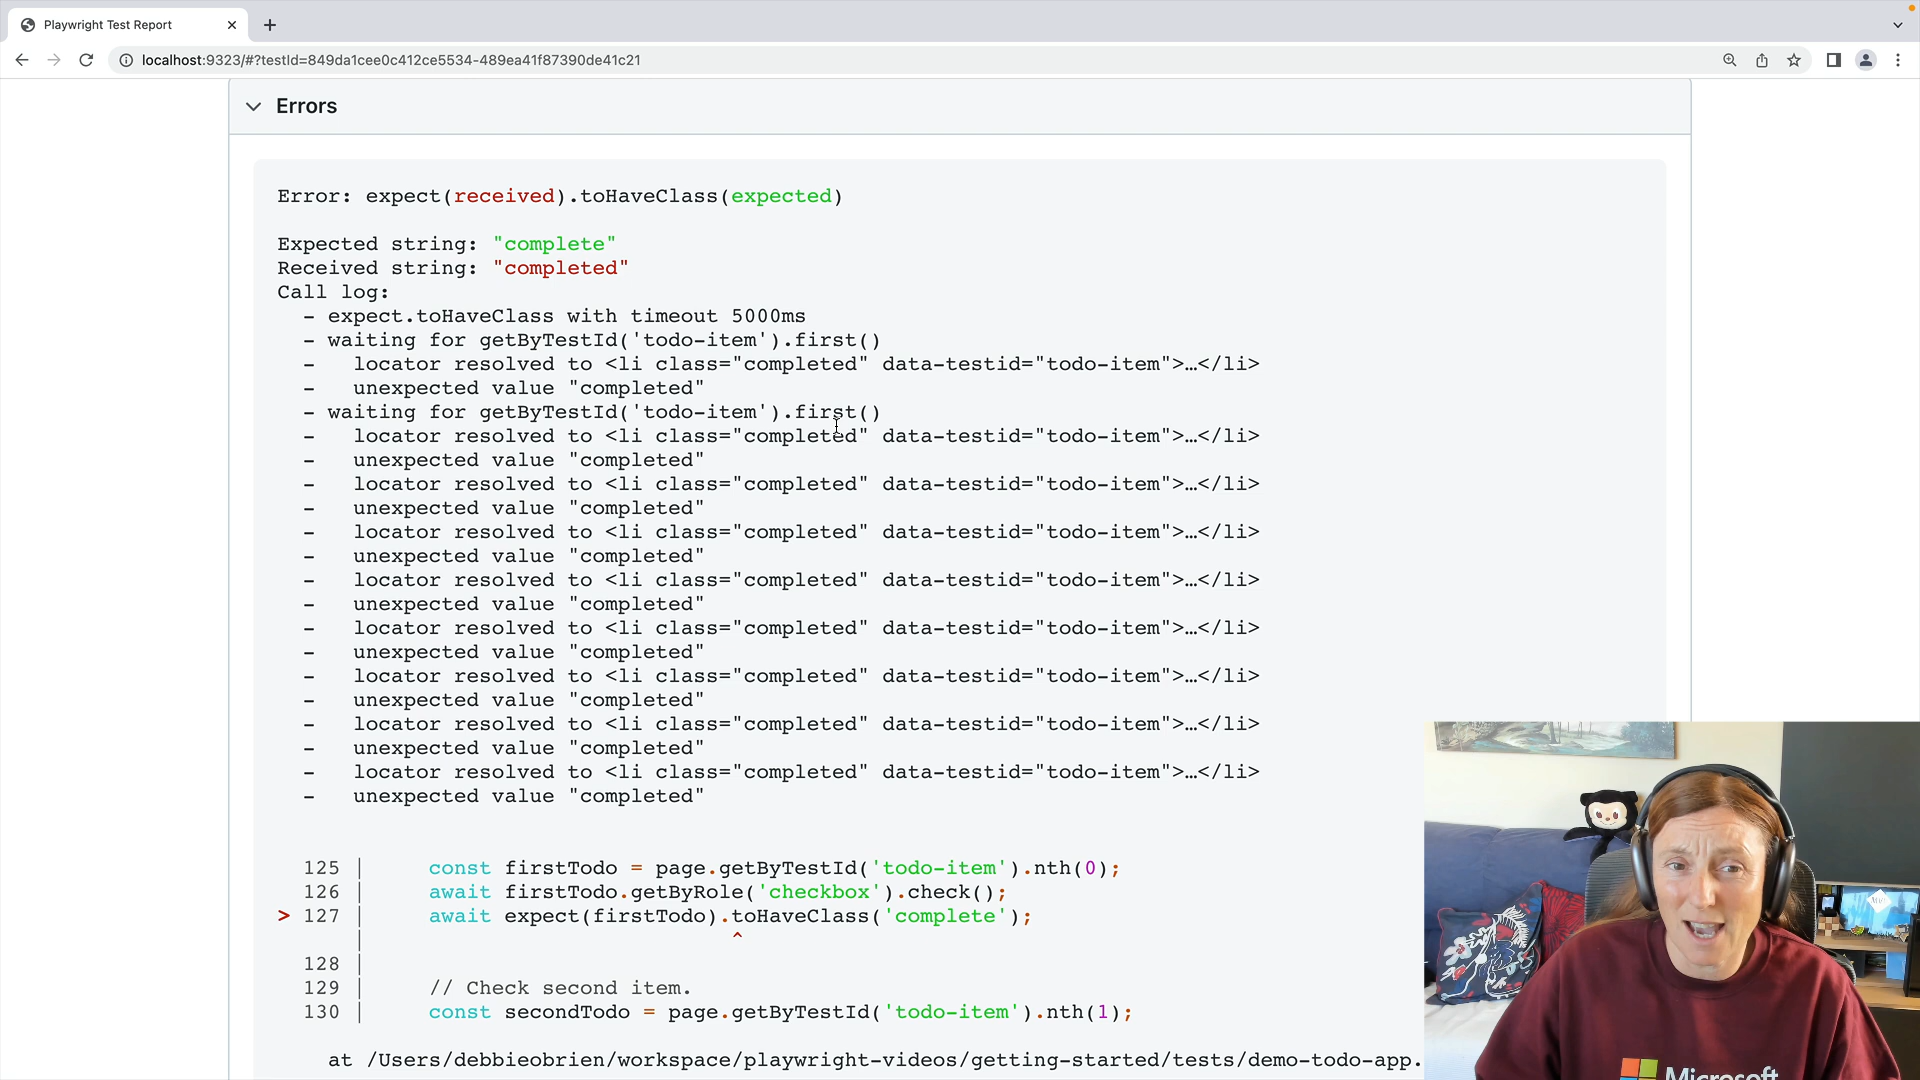 Playwright Test Report
localhost:9323/#?testId=849da1cee0c412ce5534-489ea41f87390de41c21
Errors
Error: expect(received).toHaveClass(expected)
Expected string: "complete"
Received string: "completed"
Call log:
- expect.toHaveClass with timeout 5000ms
- waiting for getByTestId('todo-item').first()
-   locator resolved to <li class="completed" data-testid="todo-item">…</li>
-   unexpected value "completed"
- waiting for getByTestId('todo-item').first()
-   locator resolved to <li class="completed" data-testid="todo-item">…</li>
-   unexpected value "completed"
-   locator resolved to <li class="completed" data-testid="todo-item">…</li>
-   unexpected value "completed"
-   locator resolved to <li class="completed" data-testid="todo-item">…</li>
-   unexpected value "completed"
-   locator resolved to <li class="completed" data-testid="todo-item">…</li>
-   unexpected value "completed"
-   locator resolved to <li class="completed" data-testid="todo-item">…</li>
-   unexpected value "completed"
-   locator resolved to <li class="completed" data-testid="todo-item">…</li>
-   unexpected value "completed"
-   locator resolved to <li class="completed" data-testid="todo-item">…</li>
-   unexpected value "completed"
-   locator resolved to <li class="completed" data-testid="todo-item">…</li>
-   unexpected value "completed"
125 |     const firstTodo = page.getByTestId('todo-item').nth(0);
126 |     await firstTodo.getByRole('checkbox').check();
> 127 |     await expect(firstTodo).toHaveClass('complete');
|                             ^
128 |
129 |     // Check second item.
130 |     const secondTodo = page.getByTestId('todo-item').nth(1);
at /Users/debbieobrien/workspace/playwright-videos/getting-started/tests/demo-todo-app.
Microsoft